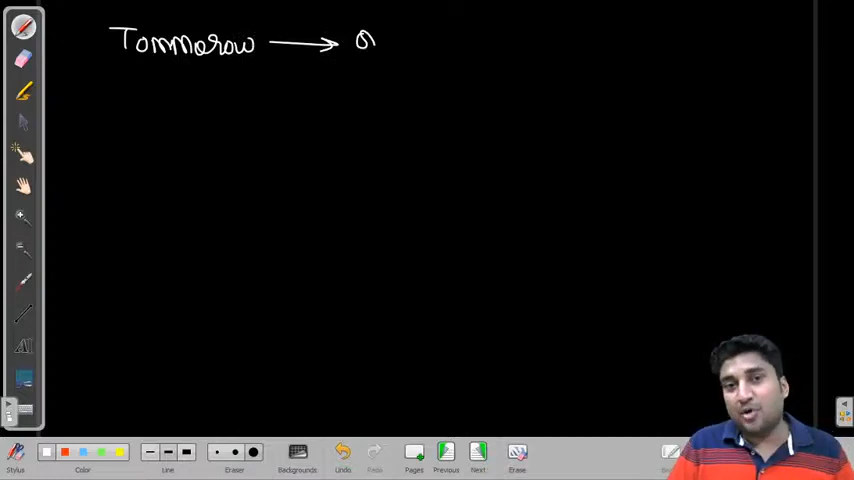 Tommorow → o
Stylus
Color
Line
Eraser
Backgrounds
Undo
Redo
Pages
Previous
Next
Erase